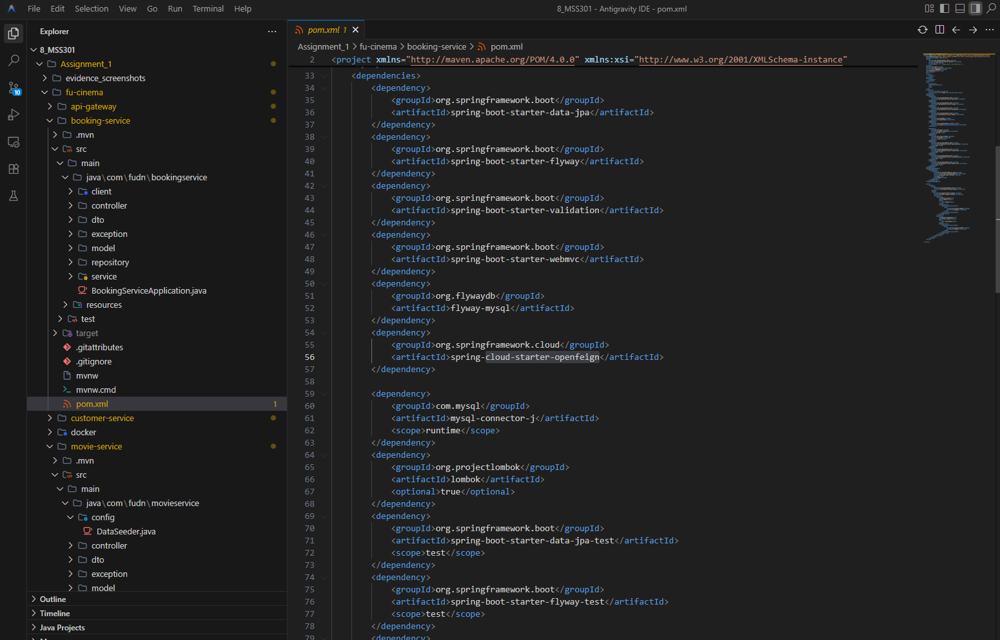 File Edit Selection View Go Run Terminal Help
8_MSS301 - Antigravity IDE - pom.xml
Explorer
8_MSS301
Assignment_1
evidence_screenshots
fu-cinema
api-gateway
booking-service
.mvn
src
main
java\com\fudn\bookingservice
client
controller
dto
exception
model
repository
service
BookingServiceApplication.java
resources
test
target
.gitattributes
.gitignore
mvnw
mvnw.cmd
pom.xml 1
customer-service
docker
movie-service
.mvn
src
main
java\com\fudn\movieservice
config
DataSeeder.java
controller
dto
exception
model
Outline
Timeline
Java Projects
10
pom.xml 1
Assignment_1 > fu-cinema > booking-service > pom.xml
2 <project xmlns="http://maven.apache.org/POM/4.0.0" xmlns:xsi="http://www.w3.org/2001/XMLSchema-instance"
33 <dependencies>
34 <dependency>
35 <groupId>org.springframework.boot</groupId>
36 <artifactId>spring-boot-starter-data-jpa</artifactId>
37 </dependency>
38 <dependency>
39 <groupId>org.springframework.boot</groupId>
40 <artifactId>spring-boot-starter-flyway</artifactId>
41 </dependency>
42 <dependency>
43 <groupId>org.springframework.boot</groupId>
44 <artifactId>spring-boot-starter-validation</artifactId>
45 </dependency>
46 <dependency>
47 <groupId>org.springframework.boot</groupId>
48 <artifactId>spring-boot-starter-webmvc</artifactId>
49 </dependency>
50 <dependency>
51 <groupId>org.flywaydb</groupId>
52 <artifactId>flyway-mysql</artifactId>
53 </dependency>
54 <dependency>
55 <groupId>org.springframework.cloud</groupId>
56 <artifactId>spring-cloud-starter-openfeign</artifactId>
57 </dependency>
58
59 <dependency>
60 <groupId>com.mysql</groupId>
61 <artifactId>mysql-connector-j</artifactId>
62 <scope>runtime</scope>
63 </dependency>
64 <dependency>
65 <groupId>org.projectlombok</groupId>
66 <artifactId>lombok</artifactId>
67 <optional>true</optional>
68 </dependency>
69 <dependency>
70 <groupId>org.springframework.boot</groupId>
71 <artifactId>spring-boot-starter-data-jpa-test</artifactId>
72 <scope>test</scope>
73 </dependency>
74 <dependency>
75 <groupId>org.springframework.boot</groupId>
76 <artifactId>spring-boot-starter-flyway-test</artifactId>
77 <scope>test</scope>
78 </dependency>
79 <dependency>